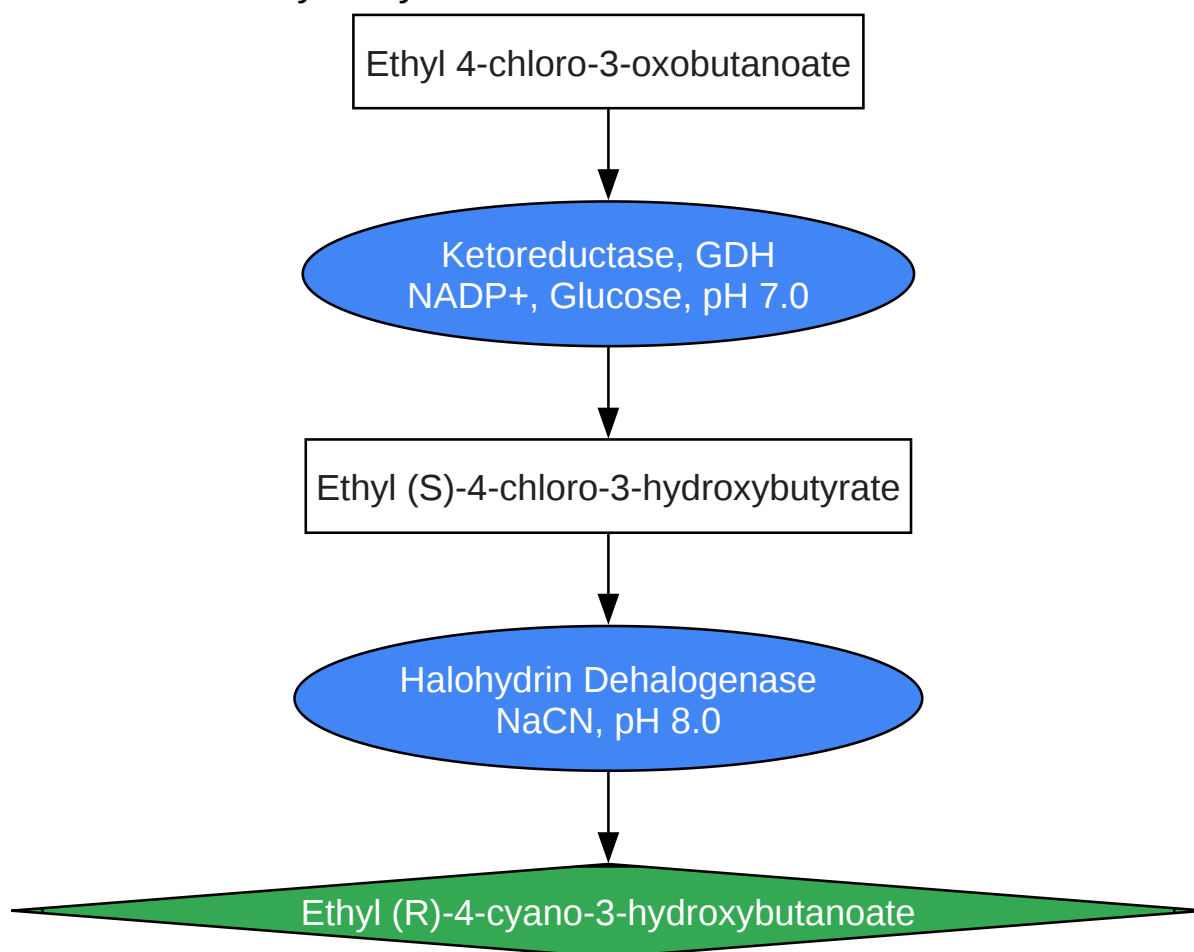 Ethyl 4-chloro-3-oxobutanoate
Ketoreductase, GDH
NADP+, Glucose, pH 7.0
Ethyl (S)-4-chloro-3-hydroxybutyrate
Halohydrin Dehalogenase
NaCN, pH 8.0
Ethyl (R)-4-cyano-3-hydroxybutanoate